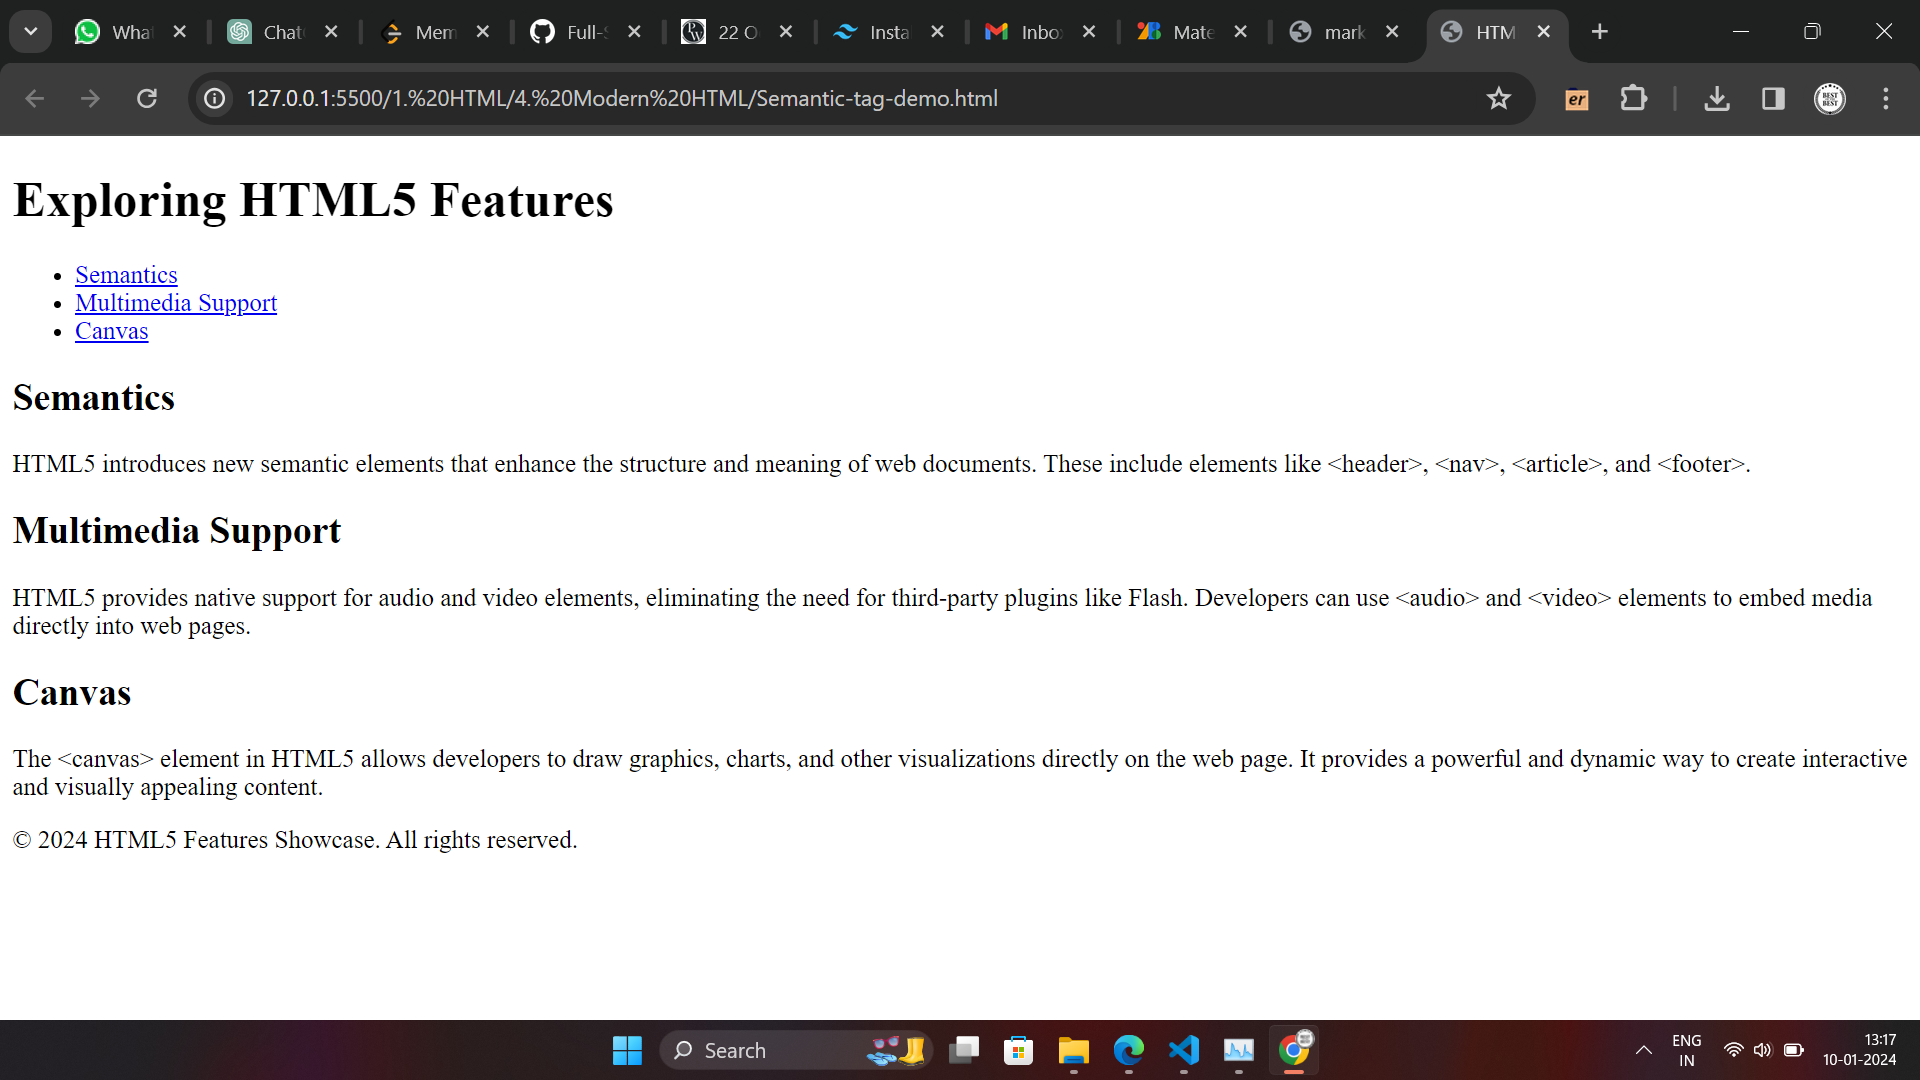 What
Chat
Mem
Full-S
22 O
Insta
Inbo
Mate
mark
HTM
127.0.0.1:5500/1.%20HTML/4.%20Modern%20HTML/Semantic-tag-demo.html
er
BEST
BEST
Exploring HTML5 Features
• Semantics
• Multimedia Support
• Canvas
Semantics
HTML5 introduces new semantic elements that enhance the structure and meaning of web documents. These include elements like <header>, <nav>, <article>, and <footer>.
Multimedia Support
HTML5 provides native support for audio and video elements, eliminating the need for third-party plugins like Flash. Developers can use <audio> and <video> elements to embed media
directly into web pages.
Canvas
The <canvas> element in HTML5 allows developers to draw graphics, charts, and other visualizations directly on the web page. It provides a powerful and dynamic way to create interactive
and visually appealing content.
© 2024 HTML5 Features Showcase. All rights reserved.
Search
ENG
IN
13:17
10-01-2024